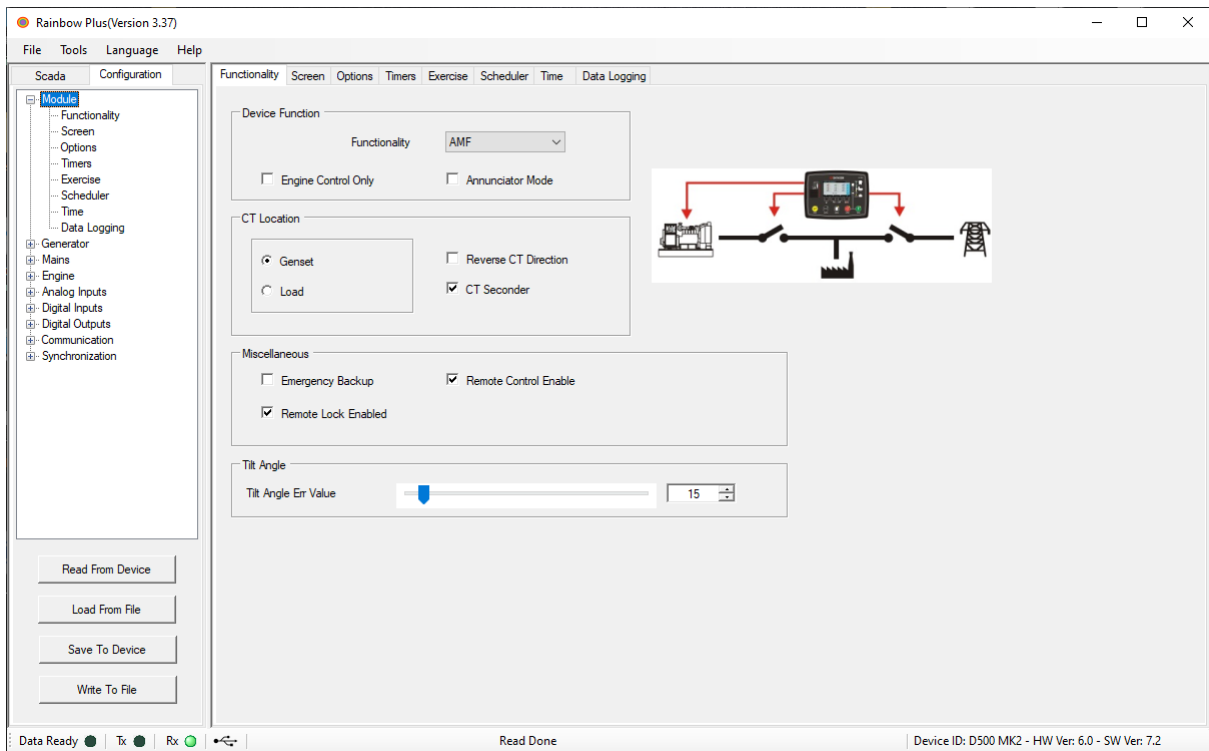 Rainbow Plus(Version 3.37)
File Tools Language Help
Scada Configuration
Module
Functionality
Screen
Options
Timers
Exercise
Scheduler
Time
Data Logging
Generator
Mains
Engine
Analog Inputs
Digital Inputs
Digital Outputs
Communication
Synchronization
Read From Device
Load From File
Save To Device
Write To File
Functionality Screen Options Timers Exercise Scheduler Time Data Logging
Device Function
Functionality AMF
Engine Control Only Annunciator Mode
CT Location
Genset Reverse CT Direction
Load CT Seconder
Miscellaneous
Emergency Backup Remote Control Enable
Remote Lock Enabled
Tilt Angle
Tilt Angle Err Value 15
Data Ready Tx Rx Read Done Device ID: D500 MK2 - HW Ver: 6.0 - SW Ver: 7.2